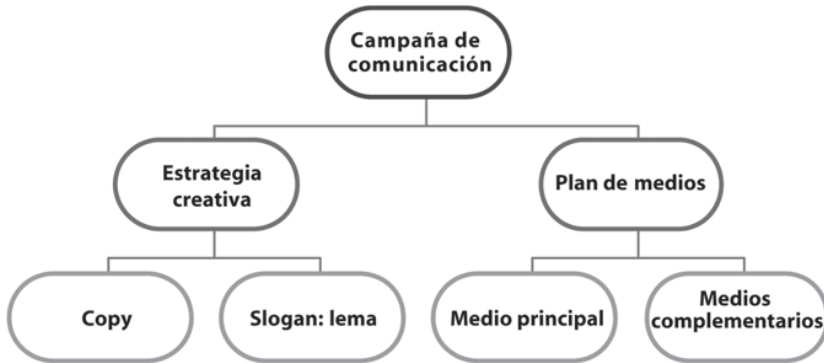 Campaña de
comunicación
Estrategia
creativa
Plan de medios
Copy
Slogan: lema
Medio principal
Medios
complementarios